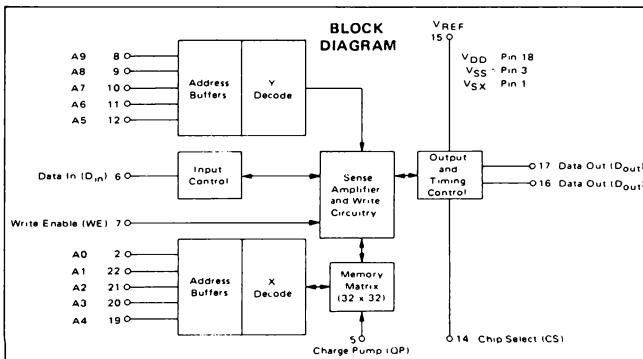 BLOCK
DIAGRAM
VREF
15
VDD Pin 18
VSS Pin 3
VSX Pin 1
A9 8
A8 9
A7 10
A6 11
A5 12
Address
Buffers
Y
Decode
Data In (Din) 6
Input
Control
Sense
Amplifier
and Write
Circuitry
Output
and
Timing
Control
17 Data Out (Dout)
16 Data Out (Dout)
Write Enable (WE) 7
A0 2
A1 22
A2 21
A3 20
A4 19
Address
Buffers
X
Decode
Memory
Matrix
(32 x 32)
5
Charge Pump (QP)
14 Chip Select (CS)